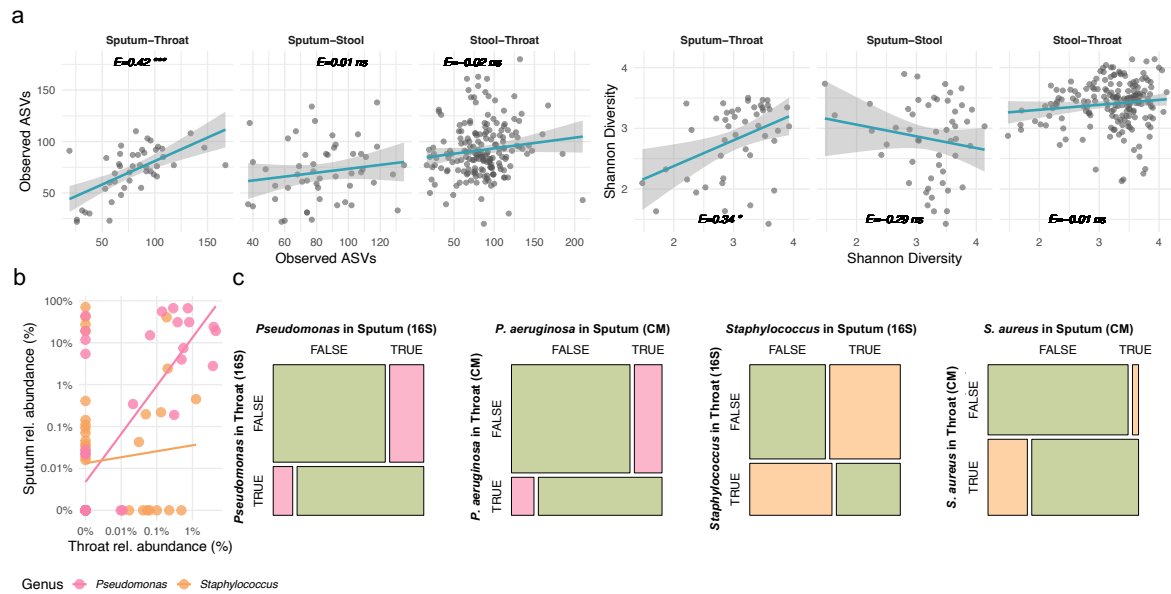 a
Sputum−Throat
Sputum−Stool
Stool−Throat
E=0.42 ***
E=0.01 ns
E=−0.02 ns
Observed ASVs
150
100
50
50 100 150
50 75 100 125
50 75 100 125 150 175 200
Observed ASVs
Sputum−Throat
Sputum−Stool
Stool−Throat
Shannon Diversity
4
3
2
E=0.34 *
E=−0.29 ns
E=−0.01 ns
2 3 4
2 3 4
2 3 4
Shannon Diversity
b
Sputum rel. abundance (%)
100%
10%
1%
0.1%
0.01%
0%
0% 0.01% 0.1% 1%
Throat rel. abundance (%)
Genus Pseudomonas Staphylococcus
c
Pseudomonas in Sputum (16S)
FALSE TRUE
Pseudomonas in Throat (16S)
FALSE
TRUE
P. aeruginosa in Sputum (CM)
FALSE TRUE
P. aeruginosa in Throat (CM)
FALSE
TRUE
Staphylococcus in Sputum (16S)
FALSE TRUE
Staphylococcus in Throat (16S)
FALSE
TRUE
S. aureus in Sputum (CM)
FALSE TRUE
S. aureus in Throat (CM)
FALSE
TRUE